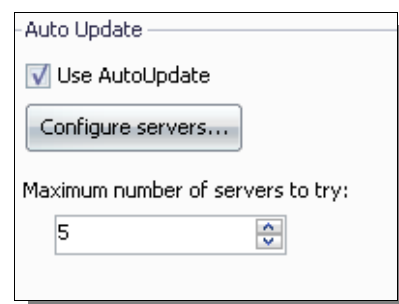 Auto Update
Use AutoUpdate
Configure servers...
Maximum number of servers to try:
5